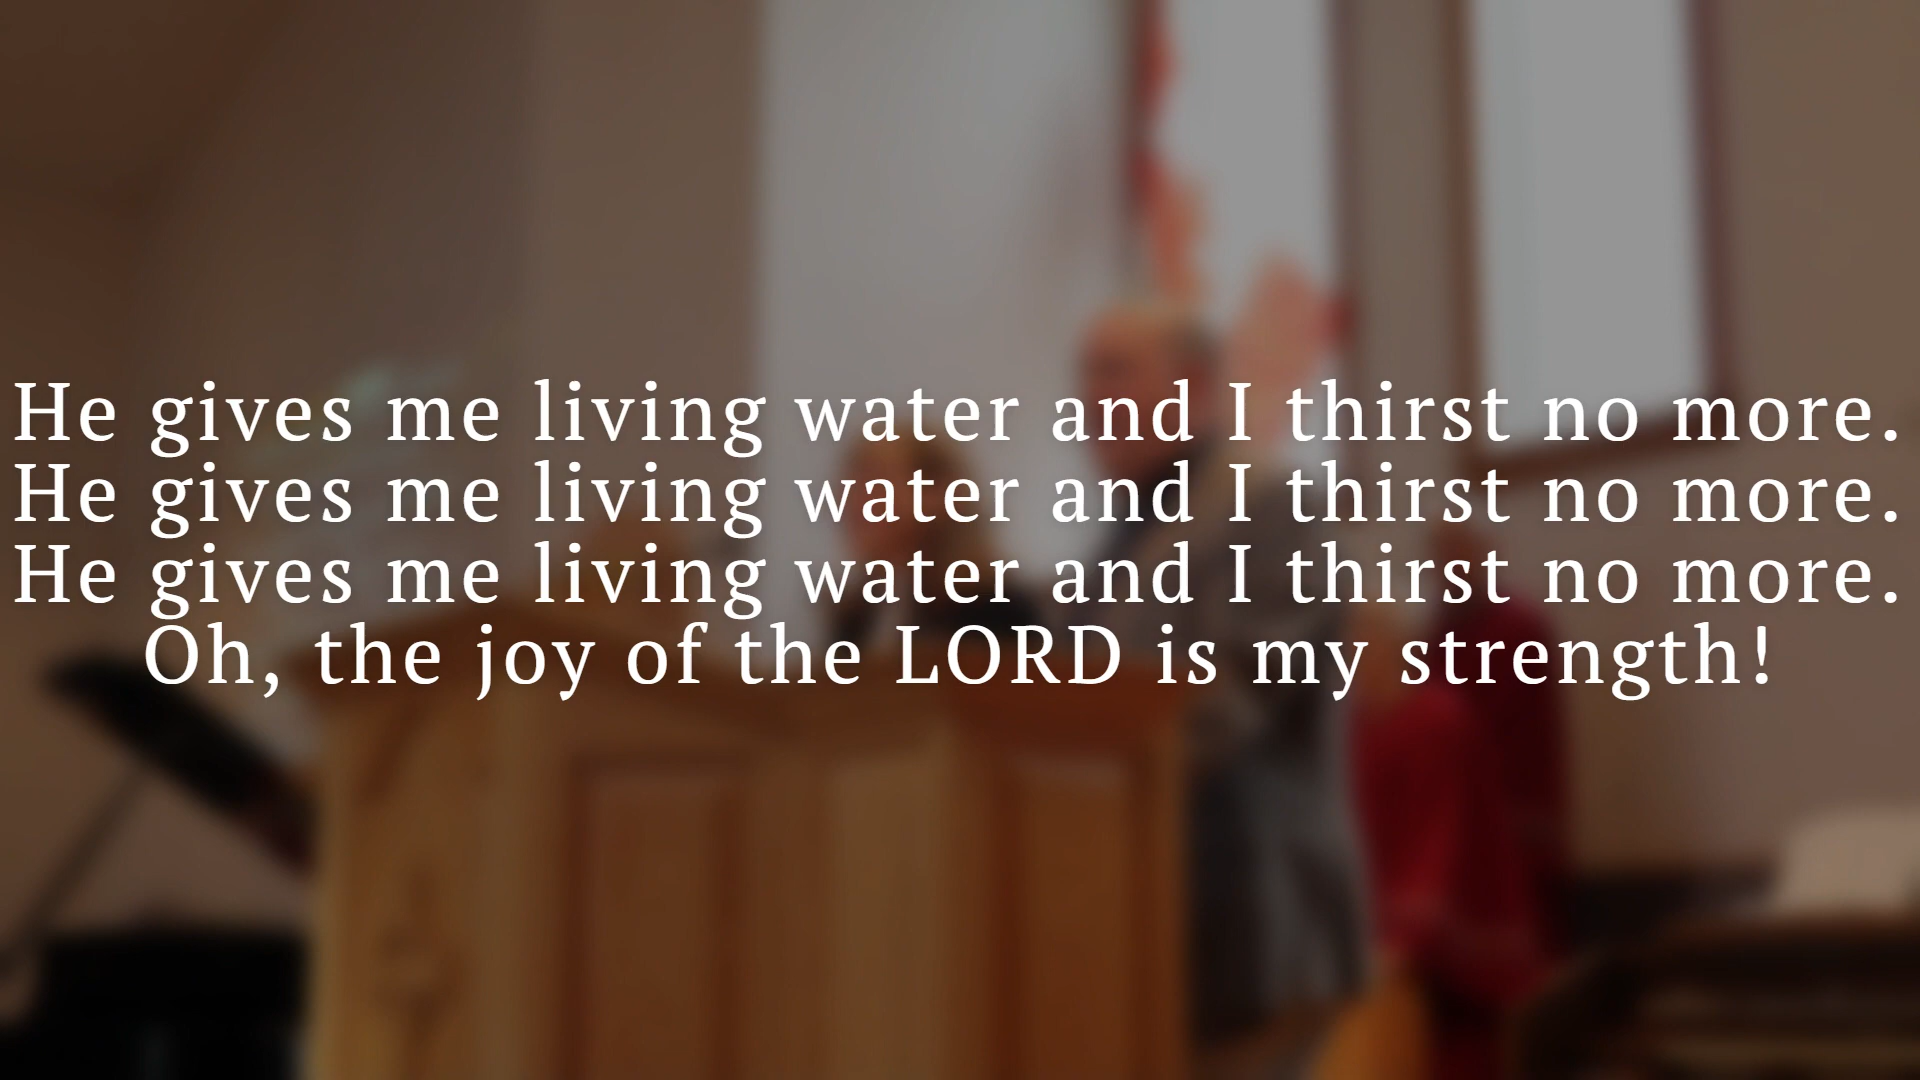 He gives me living water and I thirst no more.
He gives me living water and I thirst no more.
He gives me living water and I thirst no more.
Oh, the joy of the LORD is my strength!